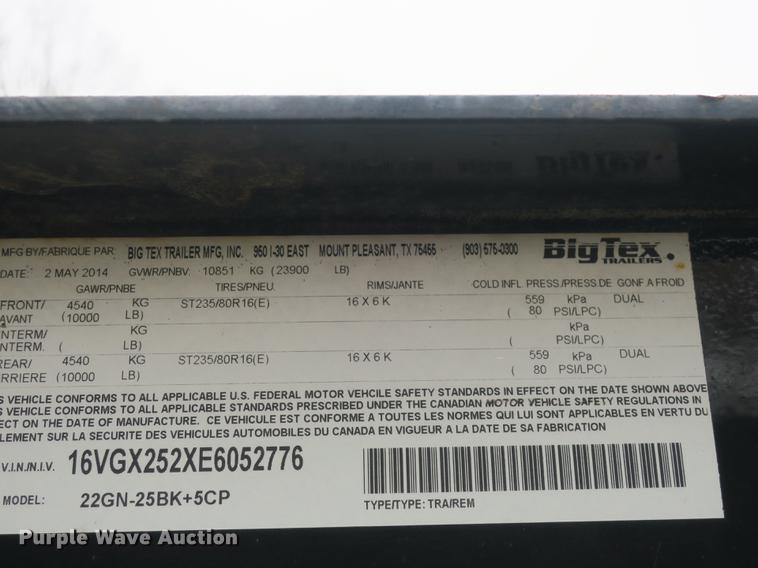 BigTex.
MFG BY/FABRIQUE PAR: BIG TEX TRAILER MFG, INC. 950 I-30 EAST MOUNT PLEASANT, TX 75455 (903) 575-0300 BigTex. TRAILERS
DATE: 2 MAY 2014 GVWR/PNBV: 10851 KG (23900 LB)
GAWR/PNBE TIRE/PNEU RIMS/JANTE COLD INFL. PRESS./PRESS. DE GONF. A FROID
FRONT/ 4540 KG ST235/80R16(E) 16 X 6 K 559 kPa DUAL
AVANT (10000 LB) ( 80 PSI/LPC)
INTERM/ KG kPa
INTERM. ( LB) ( PSI/LPC)
REAR/ 4540 KG ST235/80R16(E) 16 X 6 K 559 kPa DUAL
ARRIERE (10000 LB) ( 80 PSI/LPC)
S VEHICLE CONFORMS TO ALL APPLICABLE U.S. FEDERAL MOTOR VEHCILE SAFETY STANDARDS IN EFFECT ON THE DATE SHOWN ABOVE
S VEHICLE CONFORMS TO ALL APPLICABLE STANDARDS PRESCRIBED UNDER THE CANADIAN MOTOR VEHICLE SAFETY REGULATIONS IN
ECT ON THE DATE OF MANUFACTURE. CE VEHICULE EST CONFORME A TOUTES LES NORMES QUI LUI SONT APPLICABLES EN VERTU DU
LEMENT SUR LA SECURITE DES VEHICULES AUTOMOBILES DU CANADA EN VIGUEUR A LA DATE DE SA FABRICATION
V.I.N./N.I.V. 16VGX252XE6052776
MODEL: 22GN-25BK+5CP TYPE/TYPE: TRA/REM
Purple Wave Auction